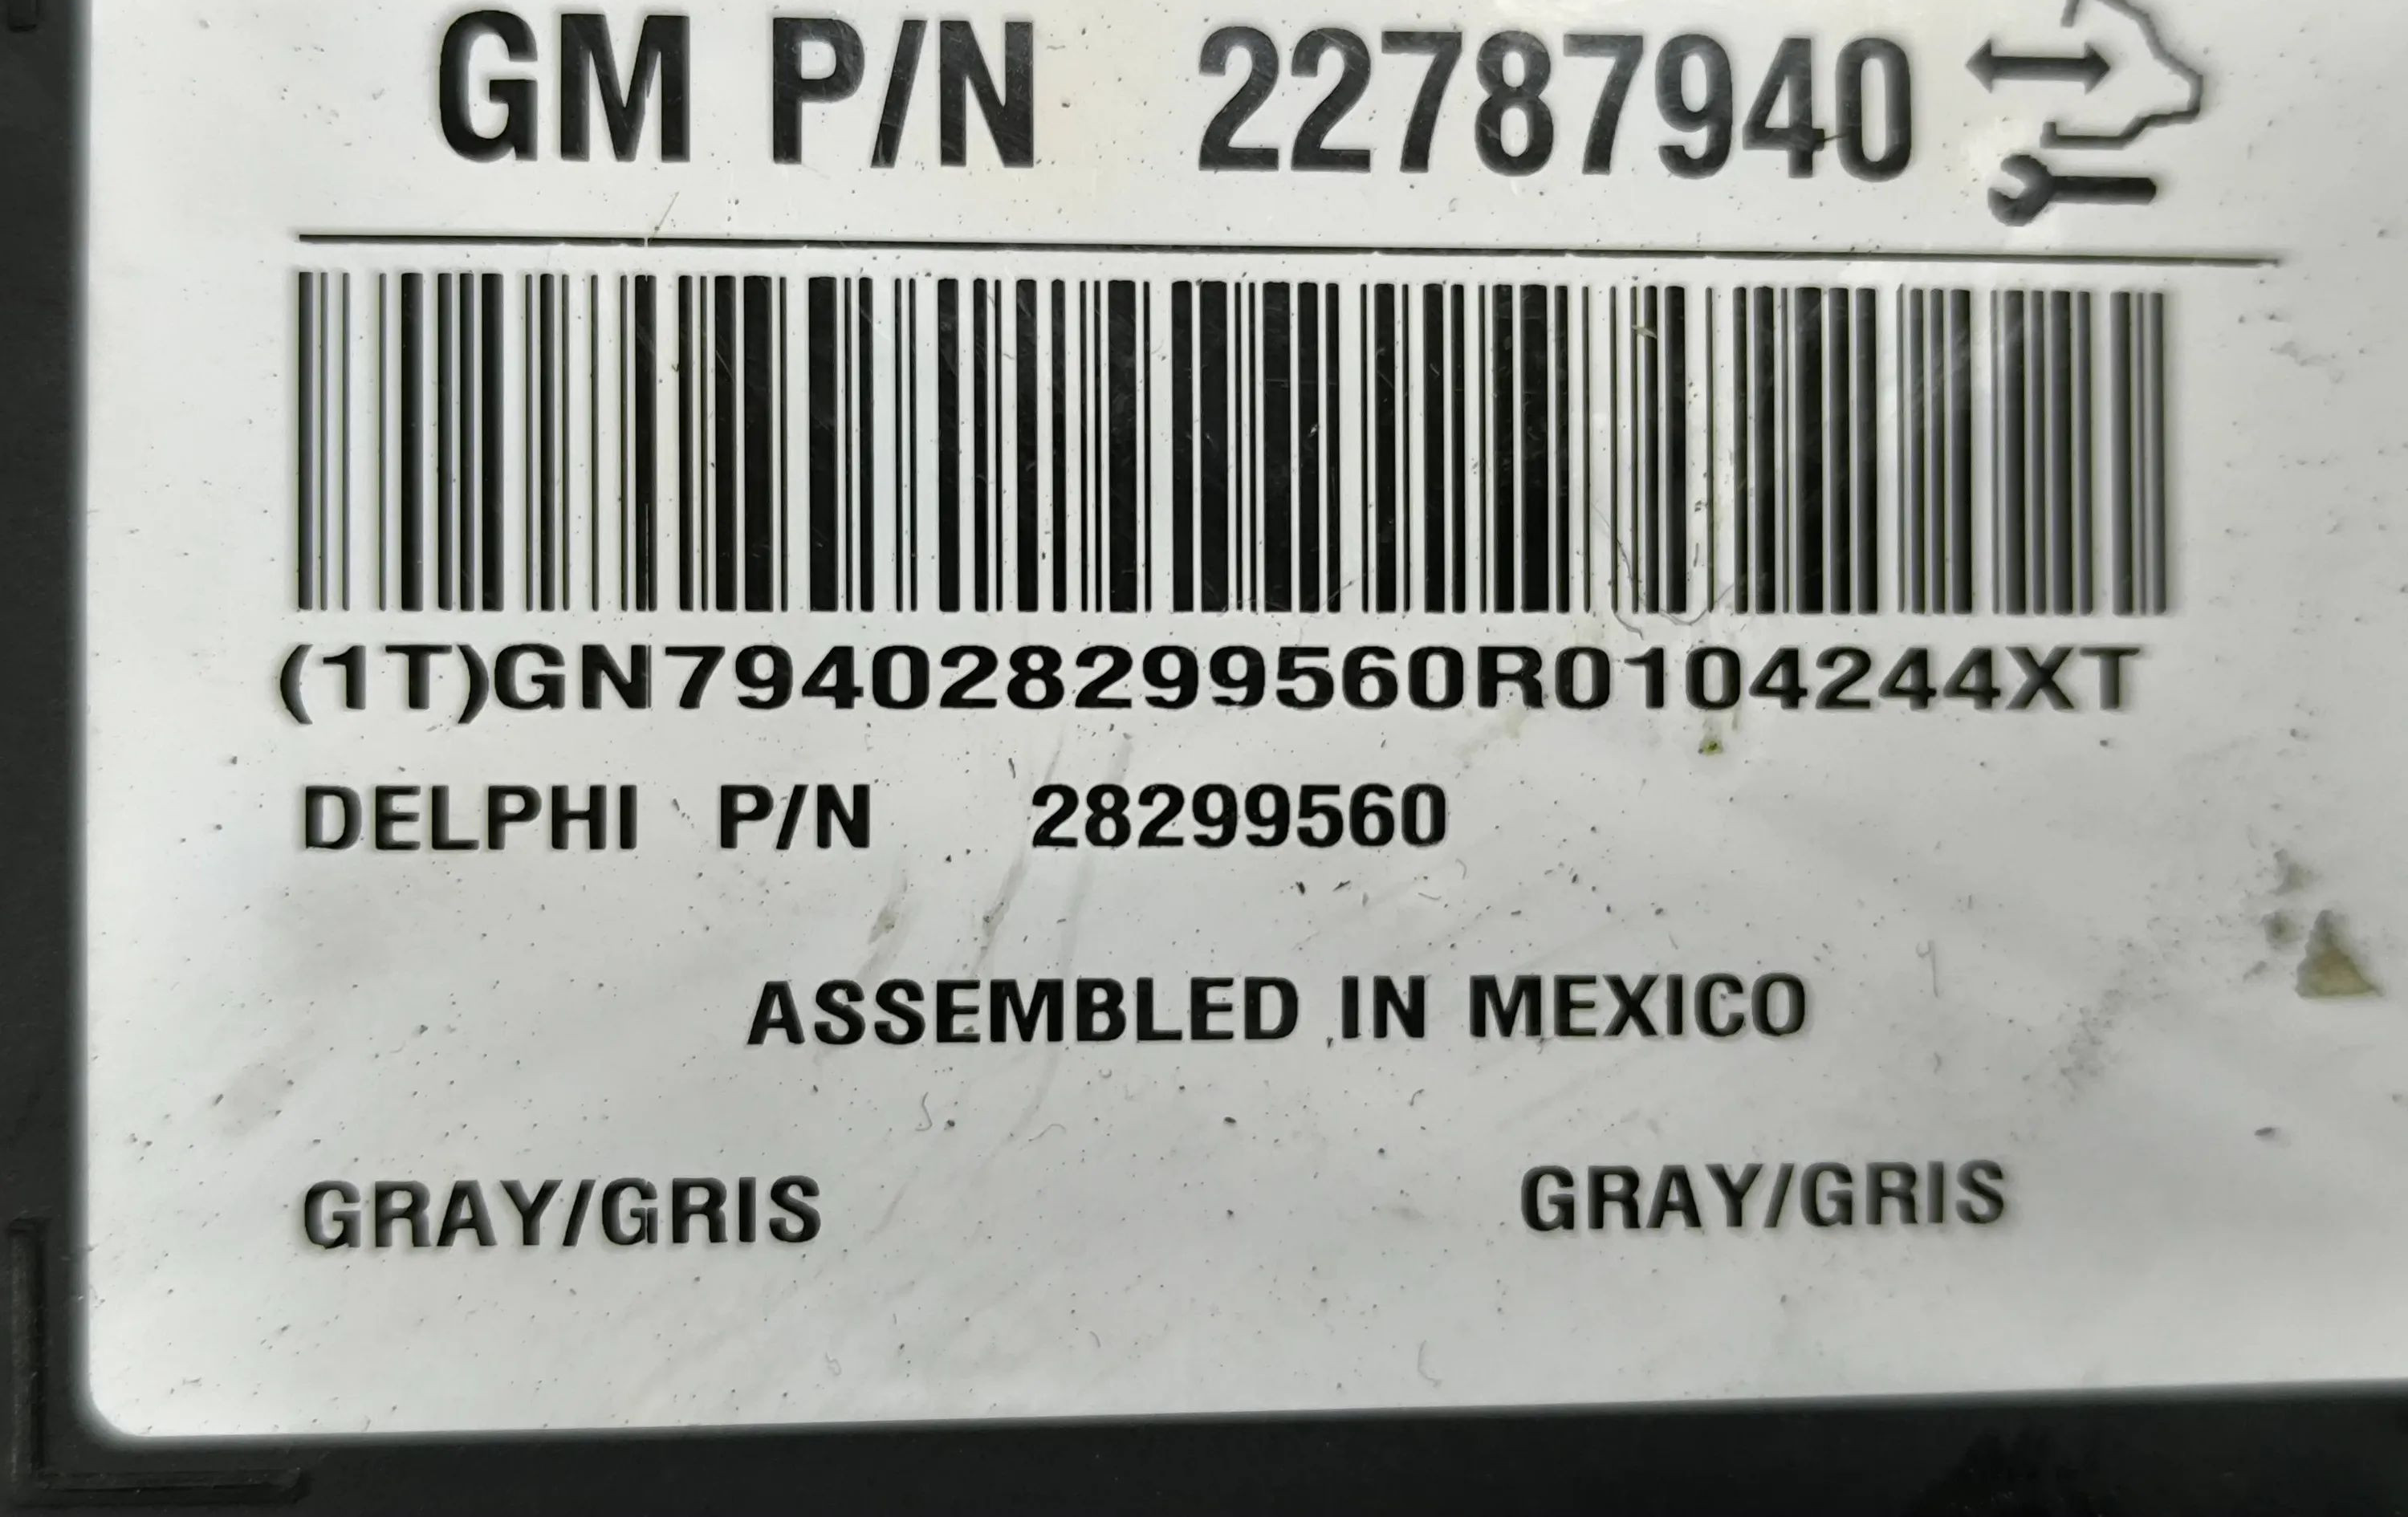 GM P/N 22787940
(1T)GN794028299560R0104244XT
DELPHI P/N 28299560
ASSEMBLED IN MEXICO
GRAY/GRIS GRAY/GRIS